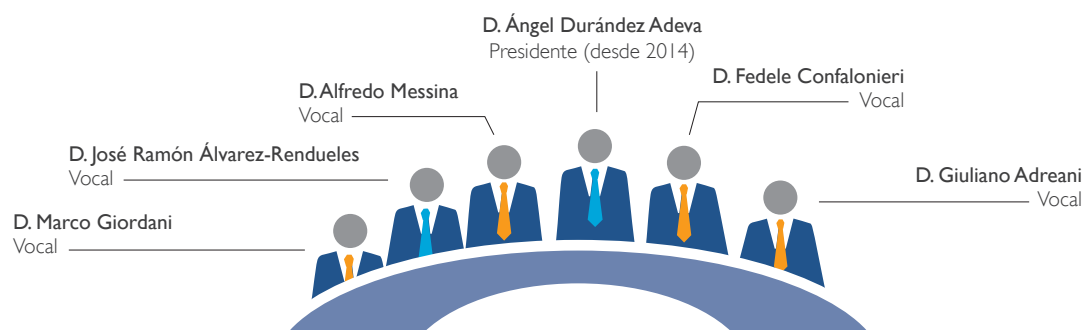 D. Ángel Durández Adeva
Presidente (desde 2014)
D. Alfredo Messina
Vocal
D. Fedele Confalonieri
Vocal
D. José Ramón Álvarez-Rendueles
Vocal
D. Giuliano Adreani
Vocal
D. Marco Giordani
Vocal